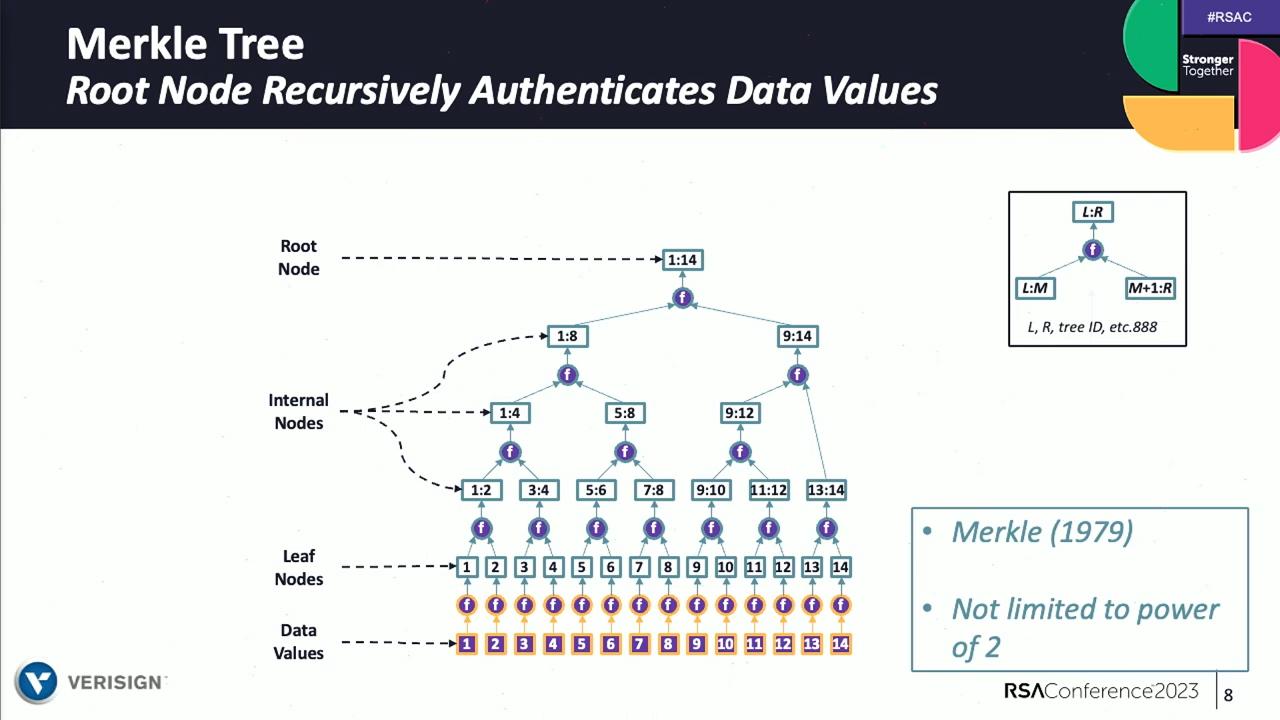 Merkle Tree
Root Node Recursively Authenticates Data Values
#RSAC
Stronger
Together
L:R
f
L:M M+1:R
L, R, tree ID, etc.888
Root
Node
1:14
f
1:8 9:14
f f
Internal
Nodes
1:4 5:8 9:12
f f f
1:2 3:4 5:6 7:8 9:10 11:12 13:14
f f f f f f f
Leaf
Nodes
1 2 3 4 5 6 7 8 9 10 11 12 13 14
f f f f f f f f f f f f f f
Data
Values
1 2 3 4 5 6 7 8 9 10 11 12 13 14
• Merkle (1979)
• Not limited to power
of 2
VERISIGN
RSAConference™2023
8